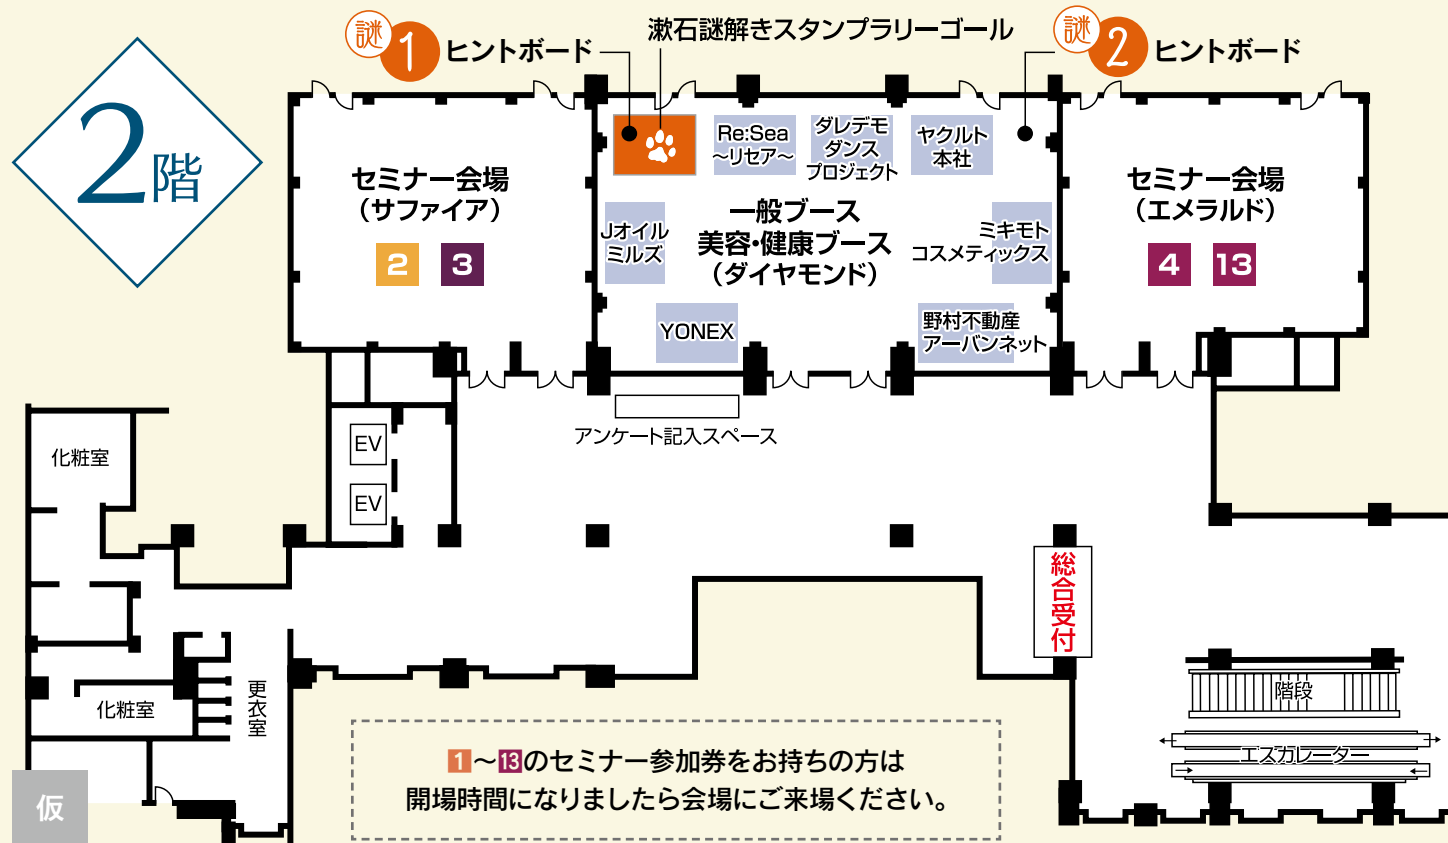 2階
謎1 ヒントボード
漱石謎解きスタンプラリーゴール
謎2 ヒントボード
セミナー会場
（サファイア）
2 3
Re:Sea
～リセア～
ダレデモ
ダンス
プロジェクト
ヤクルト
本社
Jオイル
ミルズ
一般ブース
美容・健康ブース
（ダイヤモンド）
ミキモト
コスメティックス
YONEX
野村不動産
アーバンネット
セミナー会場
（エメラルド）
4 13
アンケート記入スペース
EV
EV
化粧室
化粧室
更衣室
総合受付
階段
エスカレーター
1～13のセミナー参加券をお持ちの方は
開場時間になりましたら会場にご来場ください。
仮